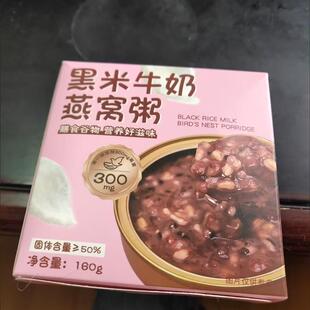 黑米牛奶
燕窝粥
膳食谷物 营养好滋味
BLACK RICE MILK
BIRD'S NEST PORRIDGE
300
mg
固体含量≥50%
净含量：160g